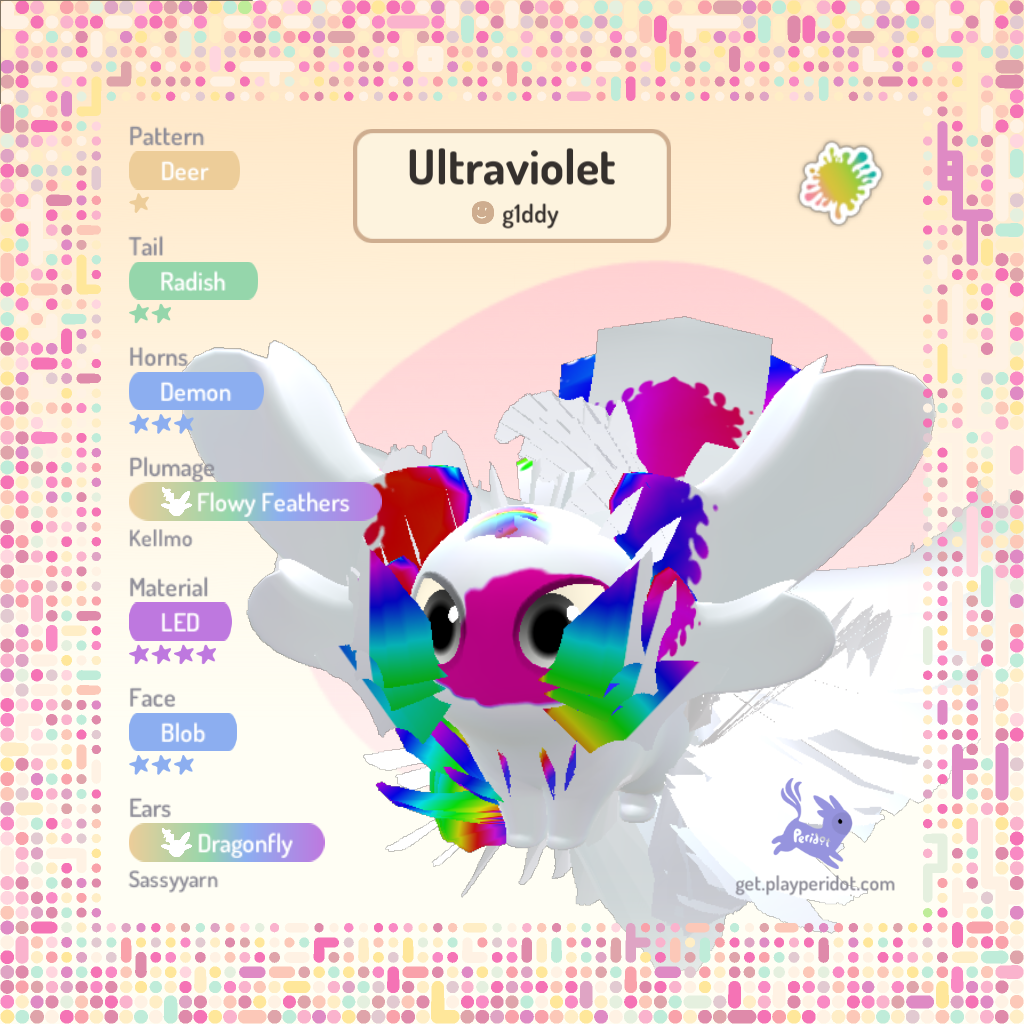 Ultraviolet
g1ddy
Pattern
Deer
Tail
Radish
Horns
Demon
Plumage
Flowy Feathers
Kellmo
Material
LED
Face
Blob
Ears
Dragonfly
Sassyyarn
Peridot
get.playperidot.com